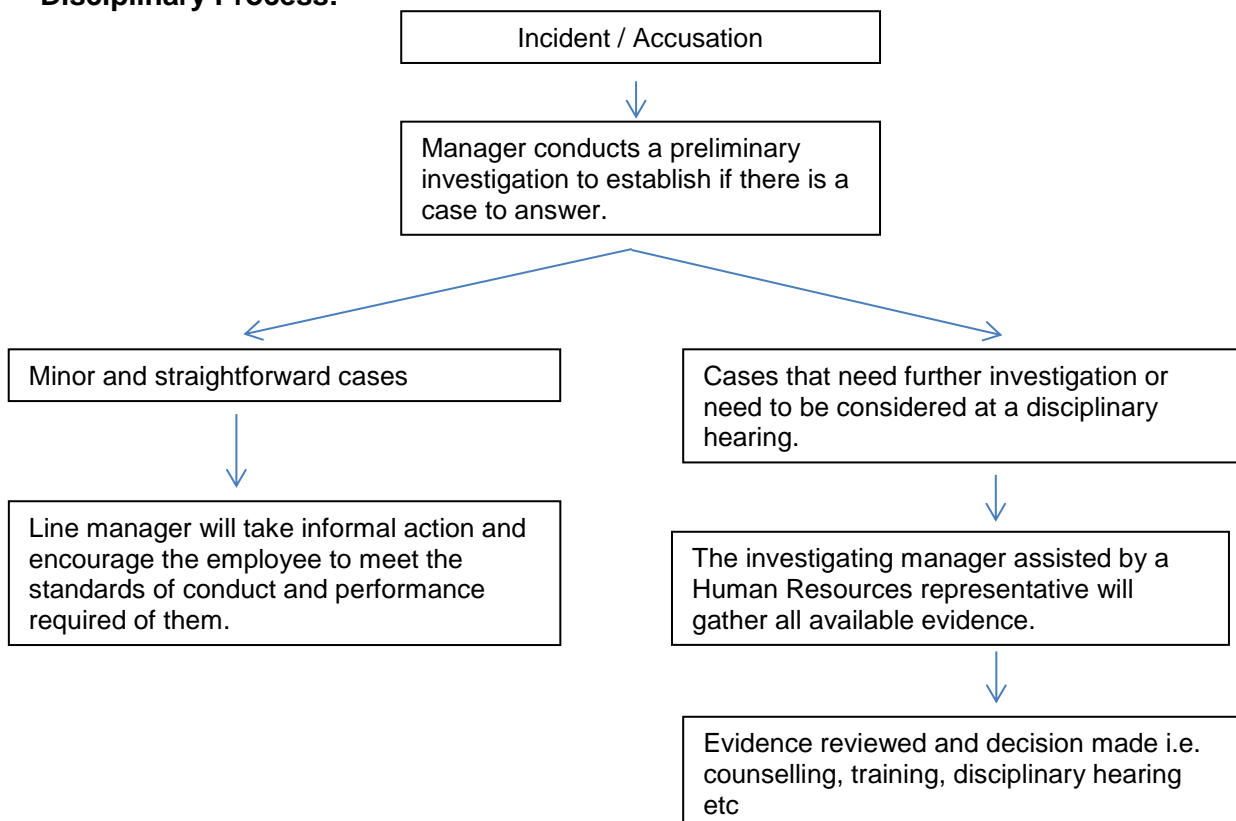 Disciplinary Process:
Incident / Accusation
Manager conducts a preliminary
investigation to establish if there is a
case to answer.
Minor and straightforward cases
Cases that need further investigation or
need to be considered at a disciplinary
hearing.
Line manager will take informal action and
encourage the employee to meet the
standards of conduct and performance
required of them.
The investigating manager assisted by a
Human Resources representative will
gather all available evidence.
Evidence reviewed and decision made i.e.
counselling, training, disciplinary hearing
etc